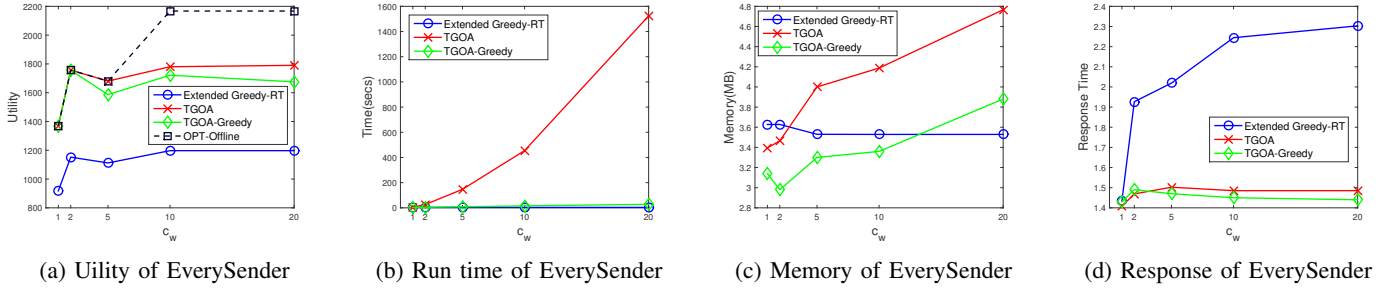 2200
2000
1800
1600
1400
1200
1000
800
Utility
1 2 5 10 20
c_w
Extended Greedy-RT
TGOA
TGOA-Greedy
OPT-Offline
(a) Uility of EverySender
1600
1400
1200
1000
800
600
400
200
0
Time(secs)
1 2 5 10 20
c_w
Extended Greedy-RT
TGOA
TGOA-Greedy
(b) Run time of EverySender
4.8
4.6
4.4
4.2
4
3.8
3.6
3.4
3.2
3
2.8
Memory(MB)
1 2 5 10 20
c_w
Extended Greedy-RT
TGOA
TGOA-Greedy
(c) Memory of EverySender
2.4
2.3
2.2
2.1
2
1.9
1.8
1.7
1.6
1.5
1.4
Response Time
1 2 5 10 20
c_w
Extended Greedy-RT
TGOA
TGOA-Greedy
(d) Response of EverySender